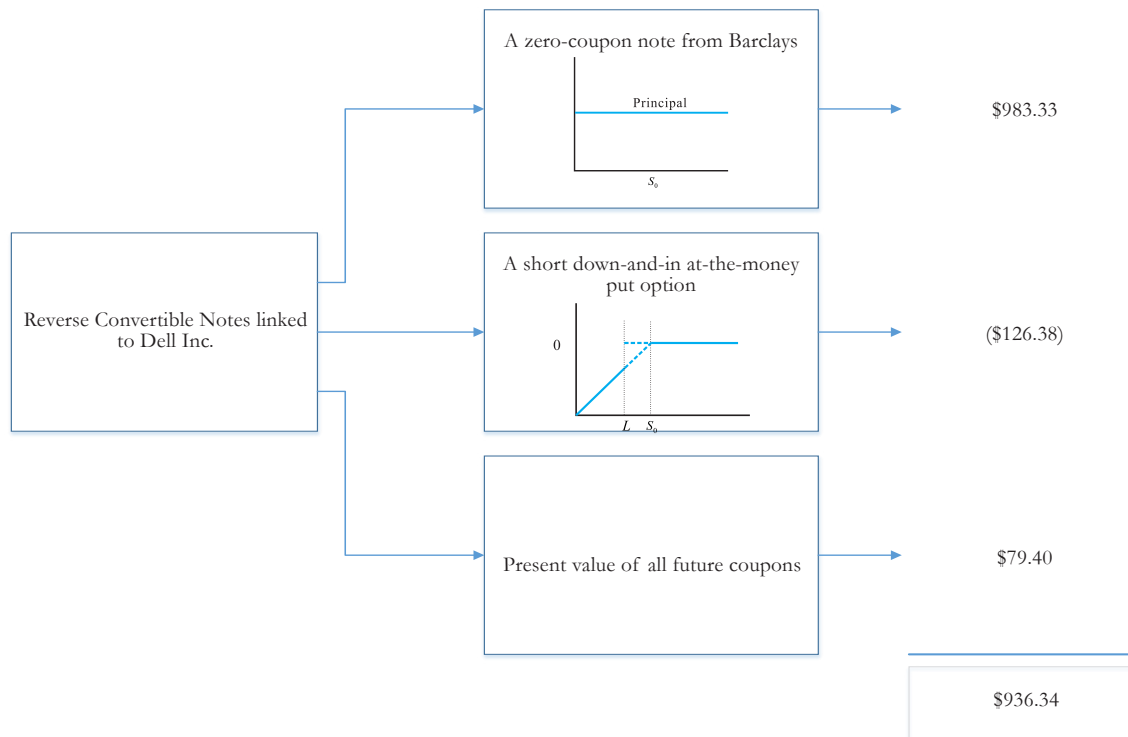 A zero-coupon note from Barclays
Principal
S₀
$983.33
Reverse Convertible Notes linked
to Dell Inc.
A short down-and-in at-the-money
put option
0
L
S₀
($126.38)
Present value of all future coupons
$79.40
$936.34